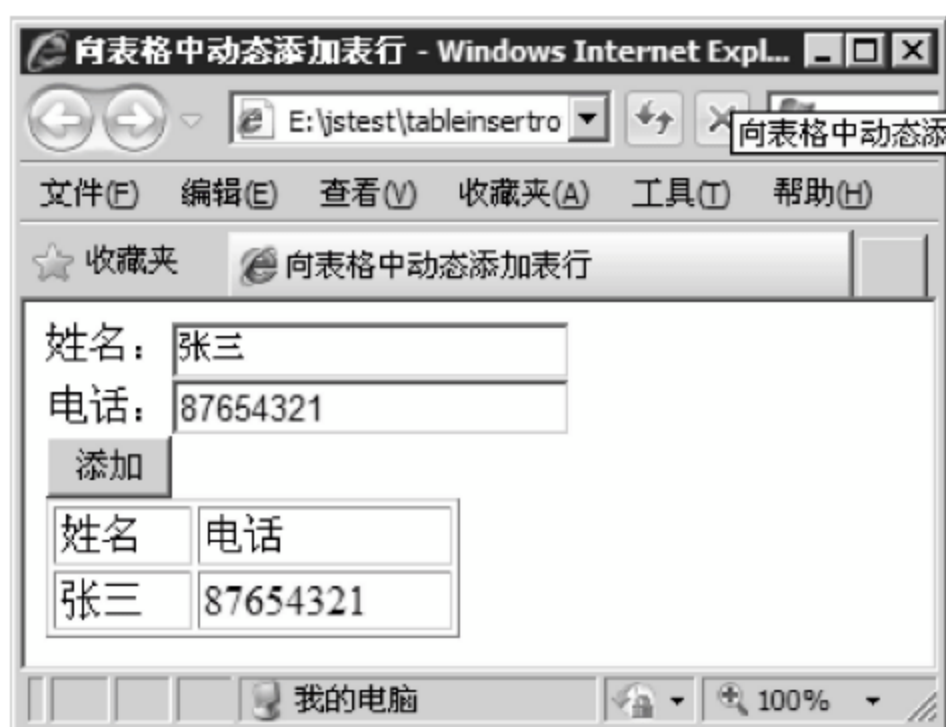 向表格中动态添加表行 - Windows Internet Expl...
E:\jstest\tableinsertro
向表格中动态添
文件(F) 编辑(E) 查看(V) 收藏夹(A) 工具(T) 帮助(H)
收藏夹 向表格中动态添加表行
姓名：张三
电话：87654321
添加
姓名 电话
张三 87654321
我的电脑 100%